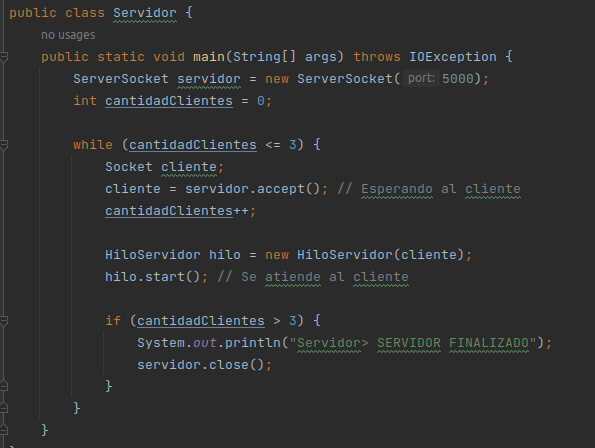 public class Servidor {
no usages
public static void main(String[] args) throws IOException {
ServerSocket servidor = new ServerSocket( port: 5000);
int cantidadClientes = 0;
while (cantidadClientes <= 3) {
Socket cliente;
cliente = servidor.accept(); // Esperando al cliente
cantidadClientes++;
HiloServidor hilo = new HiloServidor(cliente);
hilo.start(); // Se atiende al cliente
if (cantidadClientes > 3) {
System.out.println("Servidor> SERVIDOR FINALIZADO");
servidor.close();
}
}
}